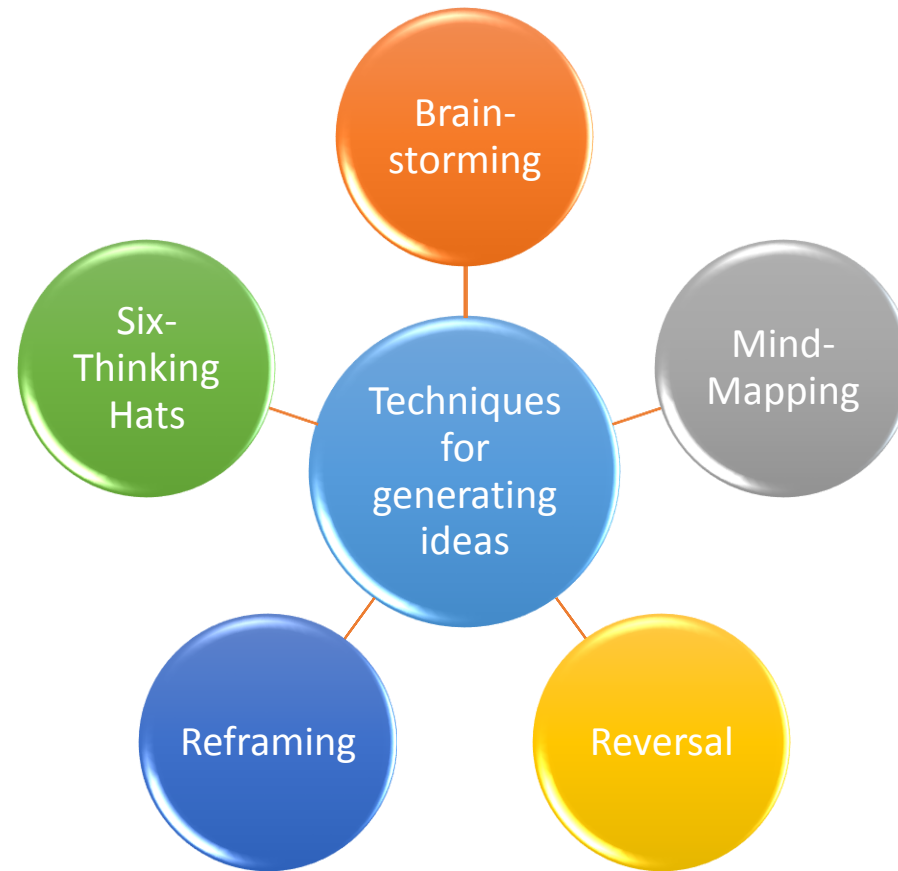 Brain-
storming
Six-
Thinking
Hats
Mind-
Mapping
Techniques
for
generating
ideas
Reframing
Reversal